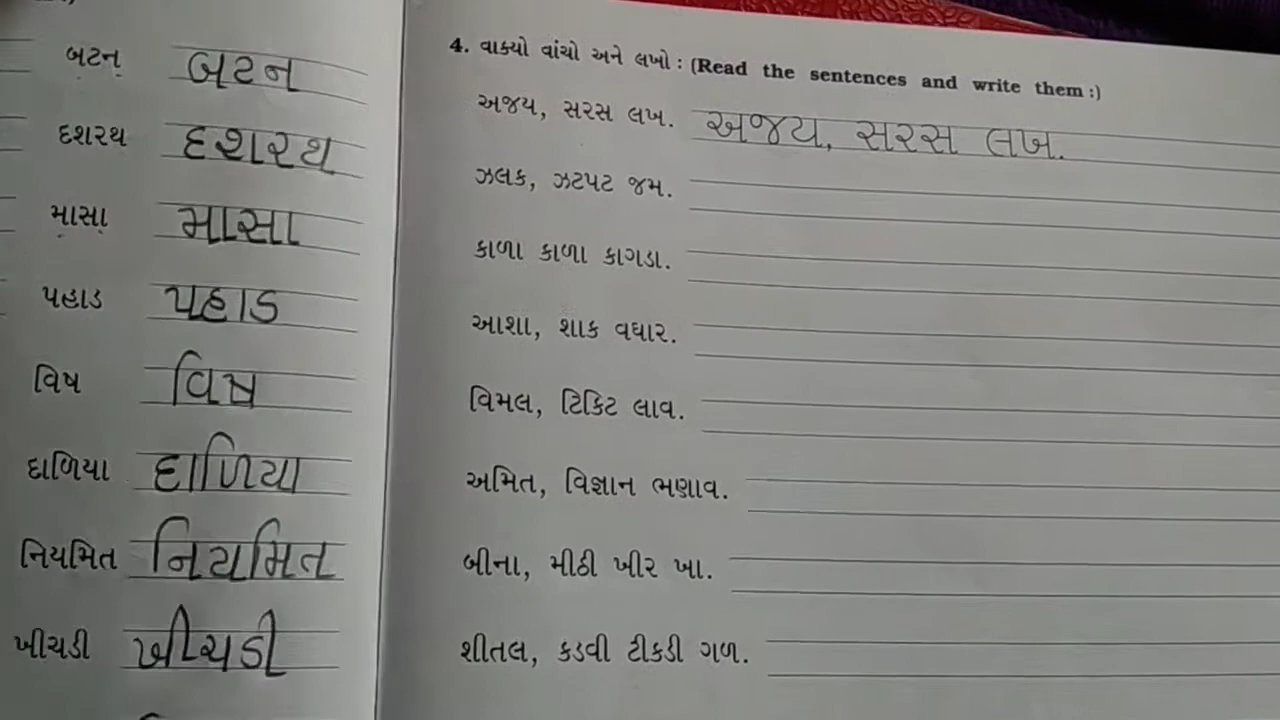 બટન બટન
દશરથ દશરથ
માસા માસા
પહાડ પહાડ
વિષ વિષ
દાળિયા દાળિયા
નિયમિત નિયમિત
ખીચડી ખીચડી
4. વાક્યો વાંચો અને લખો : (Read the sentences and write them :)
અજય, સરસ લખ. અજય, સરસ લખ.
ઝલક, ઝટપટ જમ.
કાળા કાળા કાગડા.
આશા, શાક વઘાર.
વિમલ, ટિકિટ લાવ.
અમિત, વિજ્ઞાન ભણાવ.
બીના, મીઠી ખીર ખા.
શીતલ, કડવી ટીકડી ગળ.